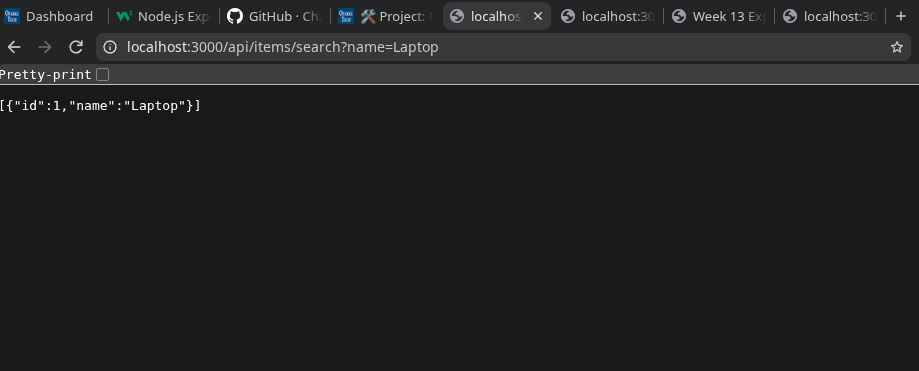 Dashboard
Node.js Exp
GitHub · Ch
Project:
localhos
localhost:30
Week 13 Exp
localhost:30
localhost:3000/api/items/search?name=Laptop
Pretty-print
[{"id":1,"name":"Laptop"}]